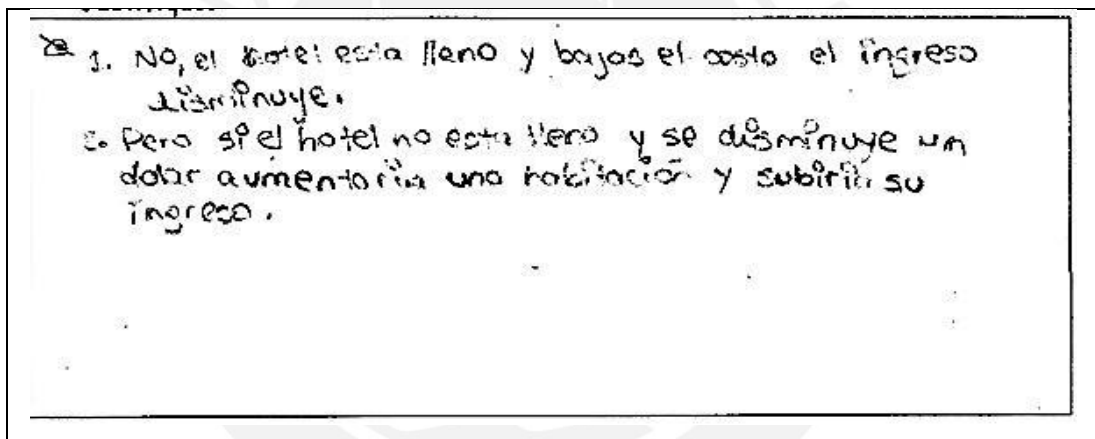 1. No, el hotel esta lleno y bajas el costo el ingreso
disminuye.
2. Pero si el hotel no esta lleno y se disminuye un
dolar aumentaria una habitación y subiria su
ingreso.